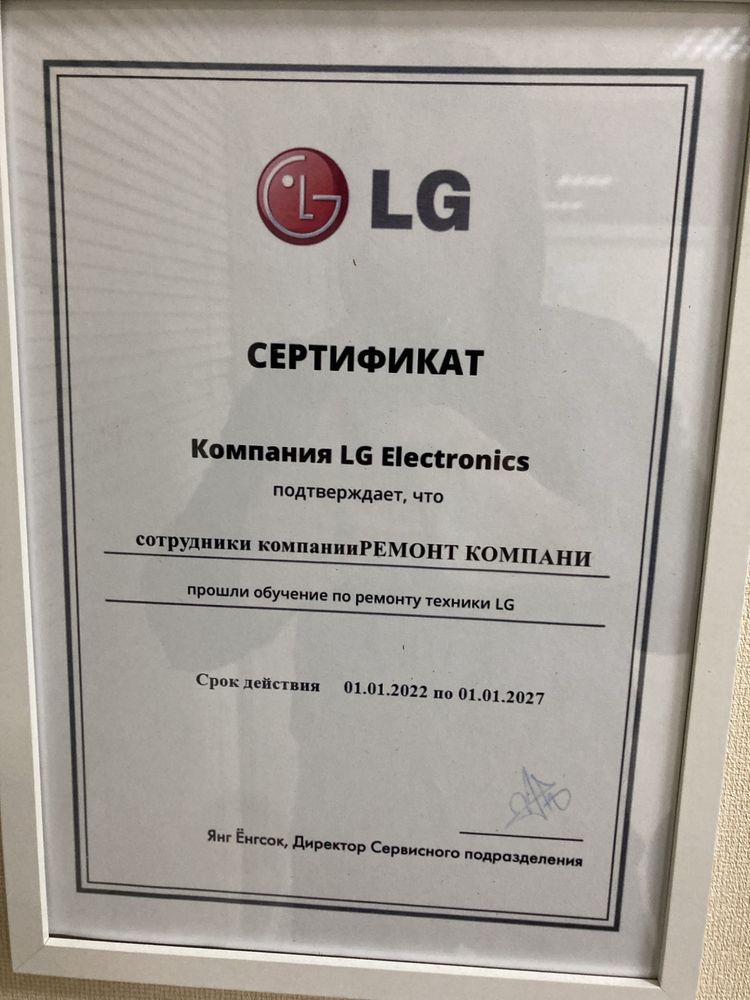 LG
СЕРТИФИКАТ
Компания LG Electronics
подтверждает, что
сотрудники компанииРЕМОНТ КОМПАНИ
прошли обучение по ремонту техники LG
Срок действия 01.01.2022 по 01.01.2027
Янг Ёнгсок, Директор Сервисного подразделения